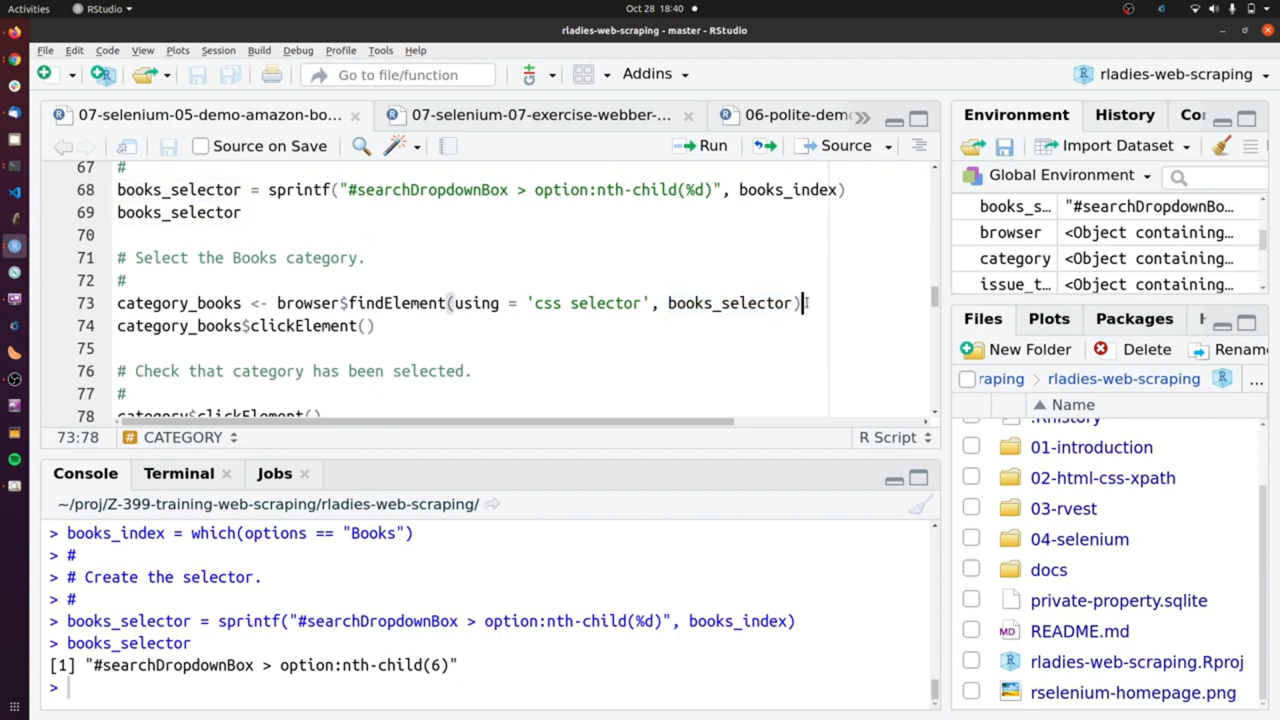 Activities RStudio Oct 28 18:40
rladies-web-scraping - master - RStudio
File Edit Code View Plots Session Build Debug Profile Tools Help
Go to file/function Addins rladies-web-scraping
07-selenium-05-demo-amazon-bo... 07-selenium-07-exercise-webber-... 06-polite-dem
Source on Save Run Source
67 #
68 books_selector = sprintf("#searchDropdownBox > option:nth-child(%d)", books_index)
69 books_selector
70
71 # Select the Books category.
72 #
73 category_books <- browser$findElement(using = 'css selector', books_selector)
74 category_books$clickElement()
75
76 # Check that category has been selected.
77 #
78 category$clickElement()
73:78 # CATEGORY R Script
Console Terminal Jobs
~/proj/Z-399-training-web-scraping/rladies-web-scraping/
> books_index = which(options == "Books")
> #
> # Create the selector.
> #
> books_selector = sprintf("#searchDropdownBox > option:nth-child(%d)", books_index)
> books_selector
[1] "#searchDropdownBox > option:nth-child(6)"
>
Environment History Co
Import Dataset
Global Environment
books_s... "#searchDropdownBo...
browser <Object containing...
category <Object containing...
issue_t... <Object containing...
Files Plots Packages
New Folder Delete Rename
raping > rladies-web-scraping ...
Name
.Rhistory
01-introduction
02-html-css-xpath
03-rvest
04-selenium
docs
private-property.sqlite
MD README.md
rladies-web-scraping.Rproj
rselenium-homepage.png